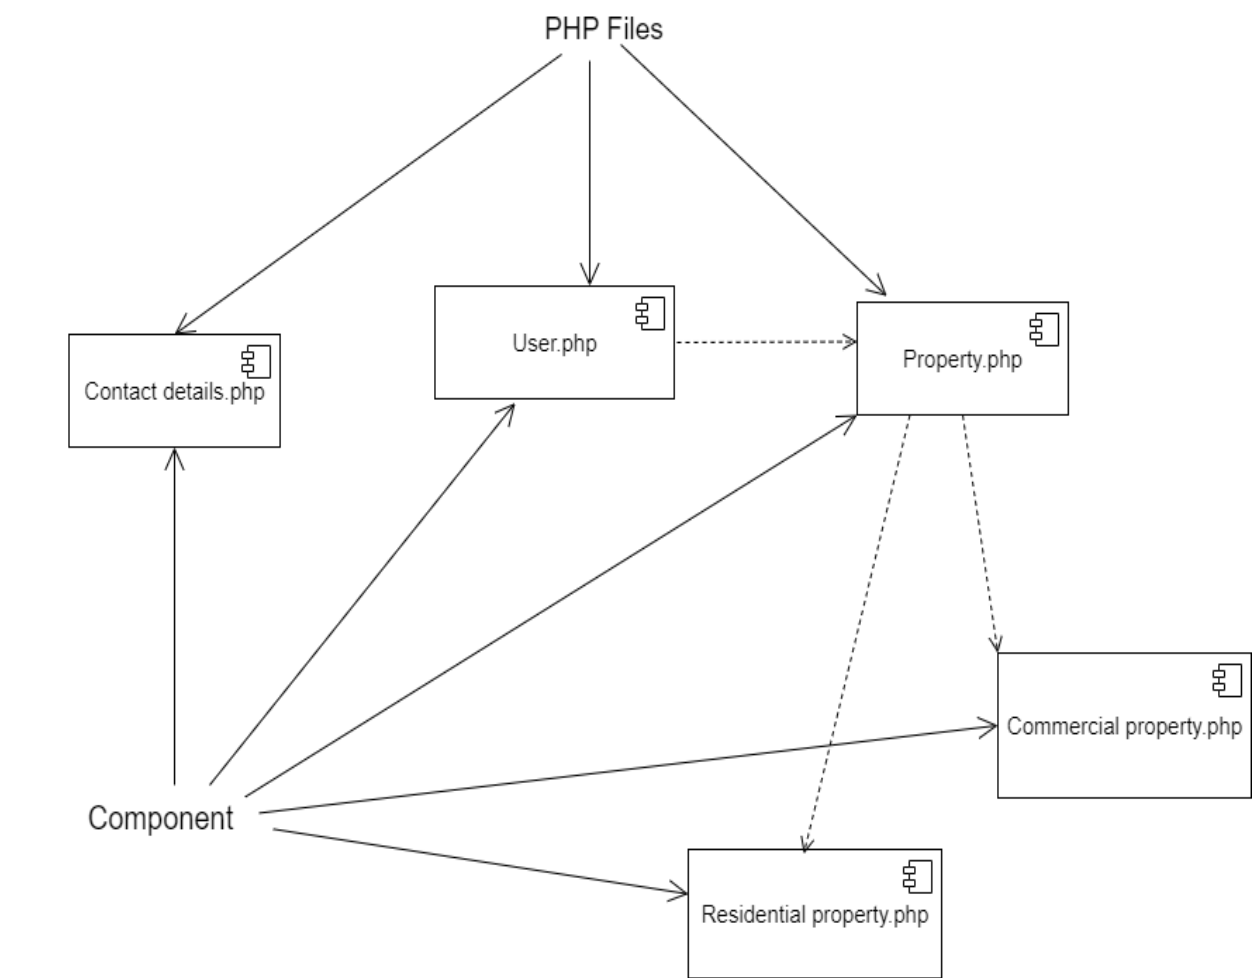 PHP Files
User.php
Property.php
Contact details.php
Commercial property.php
Component
Residential property.php